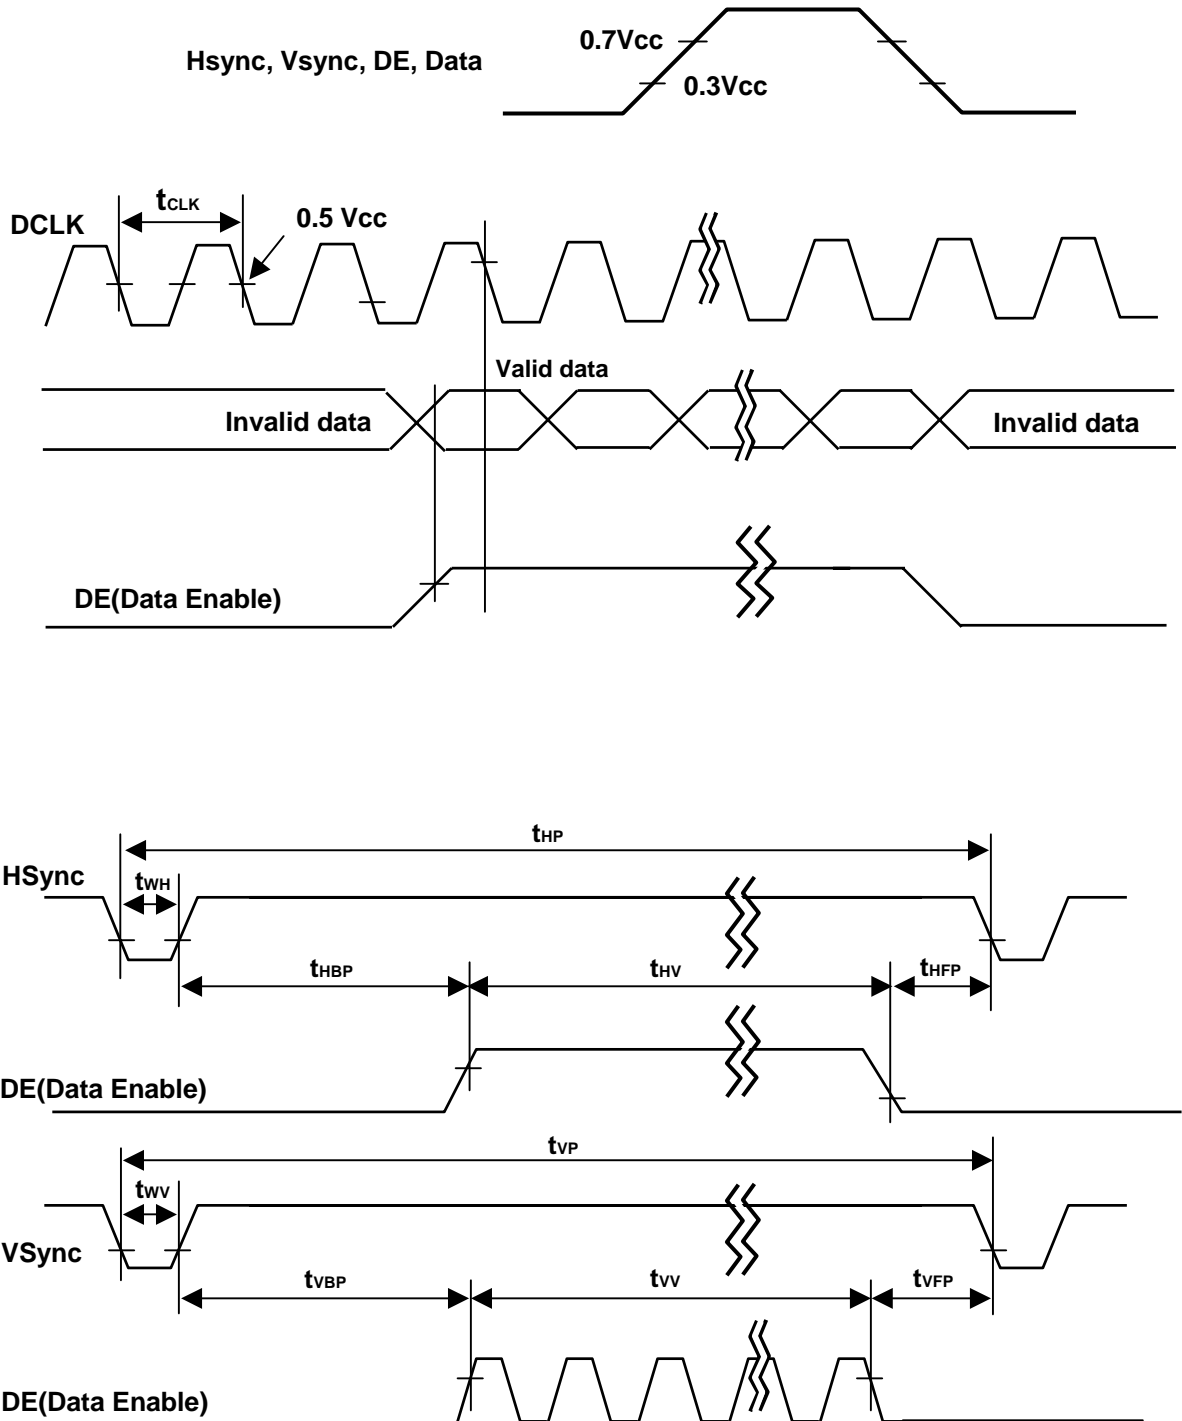 0.7Vcc
Hsync, Vsync, DE, Data
0.3Vcc
tCLK
DCLK
0.5 Vcc
Valid data
Invalid data
Invalid data
DE(Data Enable)
tHP
HSync
tWH
tHBP
tHV
tHFP
DE(Data Enable)
tVP
tWV
VSync
tVBP
tVV
tVFP
DE(Data Enable)